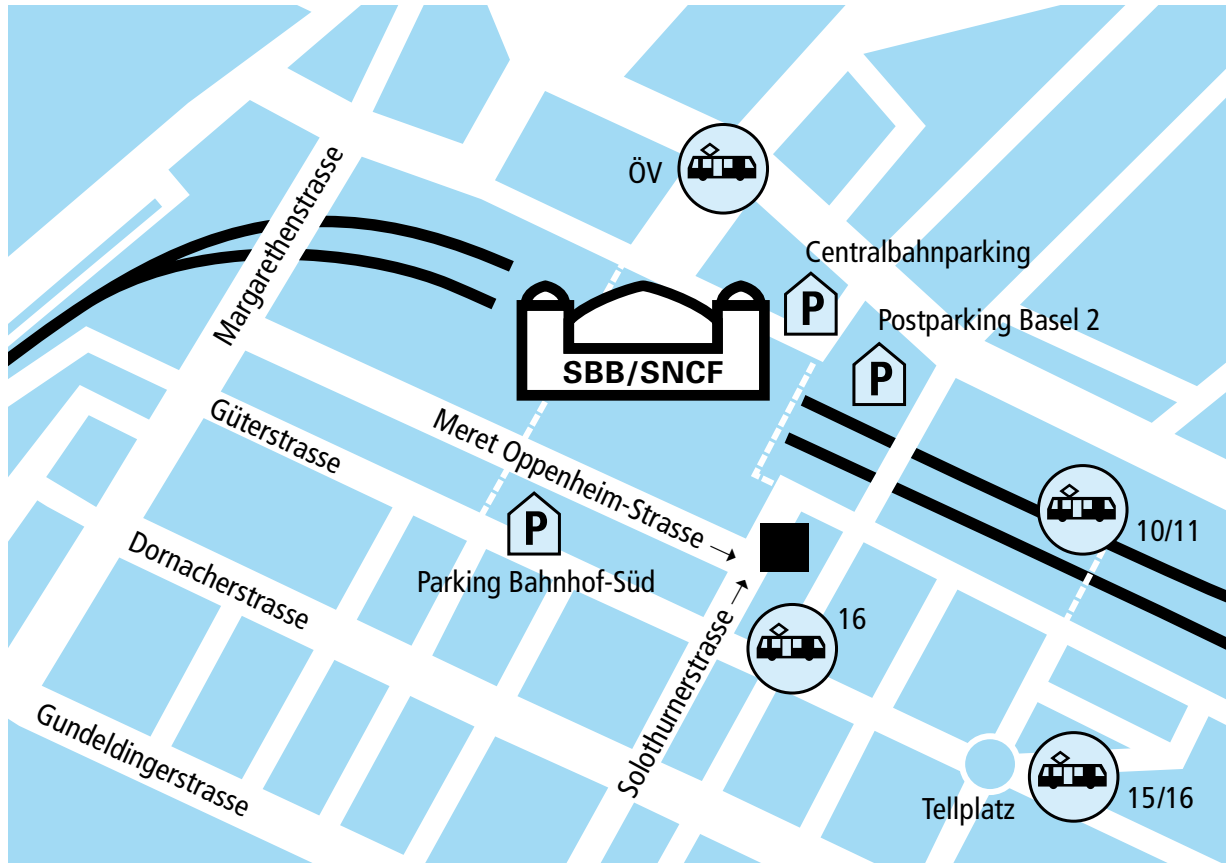 ÖV
Margarethenstrasse
Centralbahnparking
P
Postparking Basel 2
P
SBB/SNCF
Güterstrasse
Meret Oppenheim-Strasse →
P
10/11
Dornacherstrasse
Parking Bahnhof-Süd
16
Solothurnerstrasse →
Gundeldingerstrasse
Tellplatz
15/16